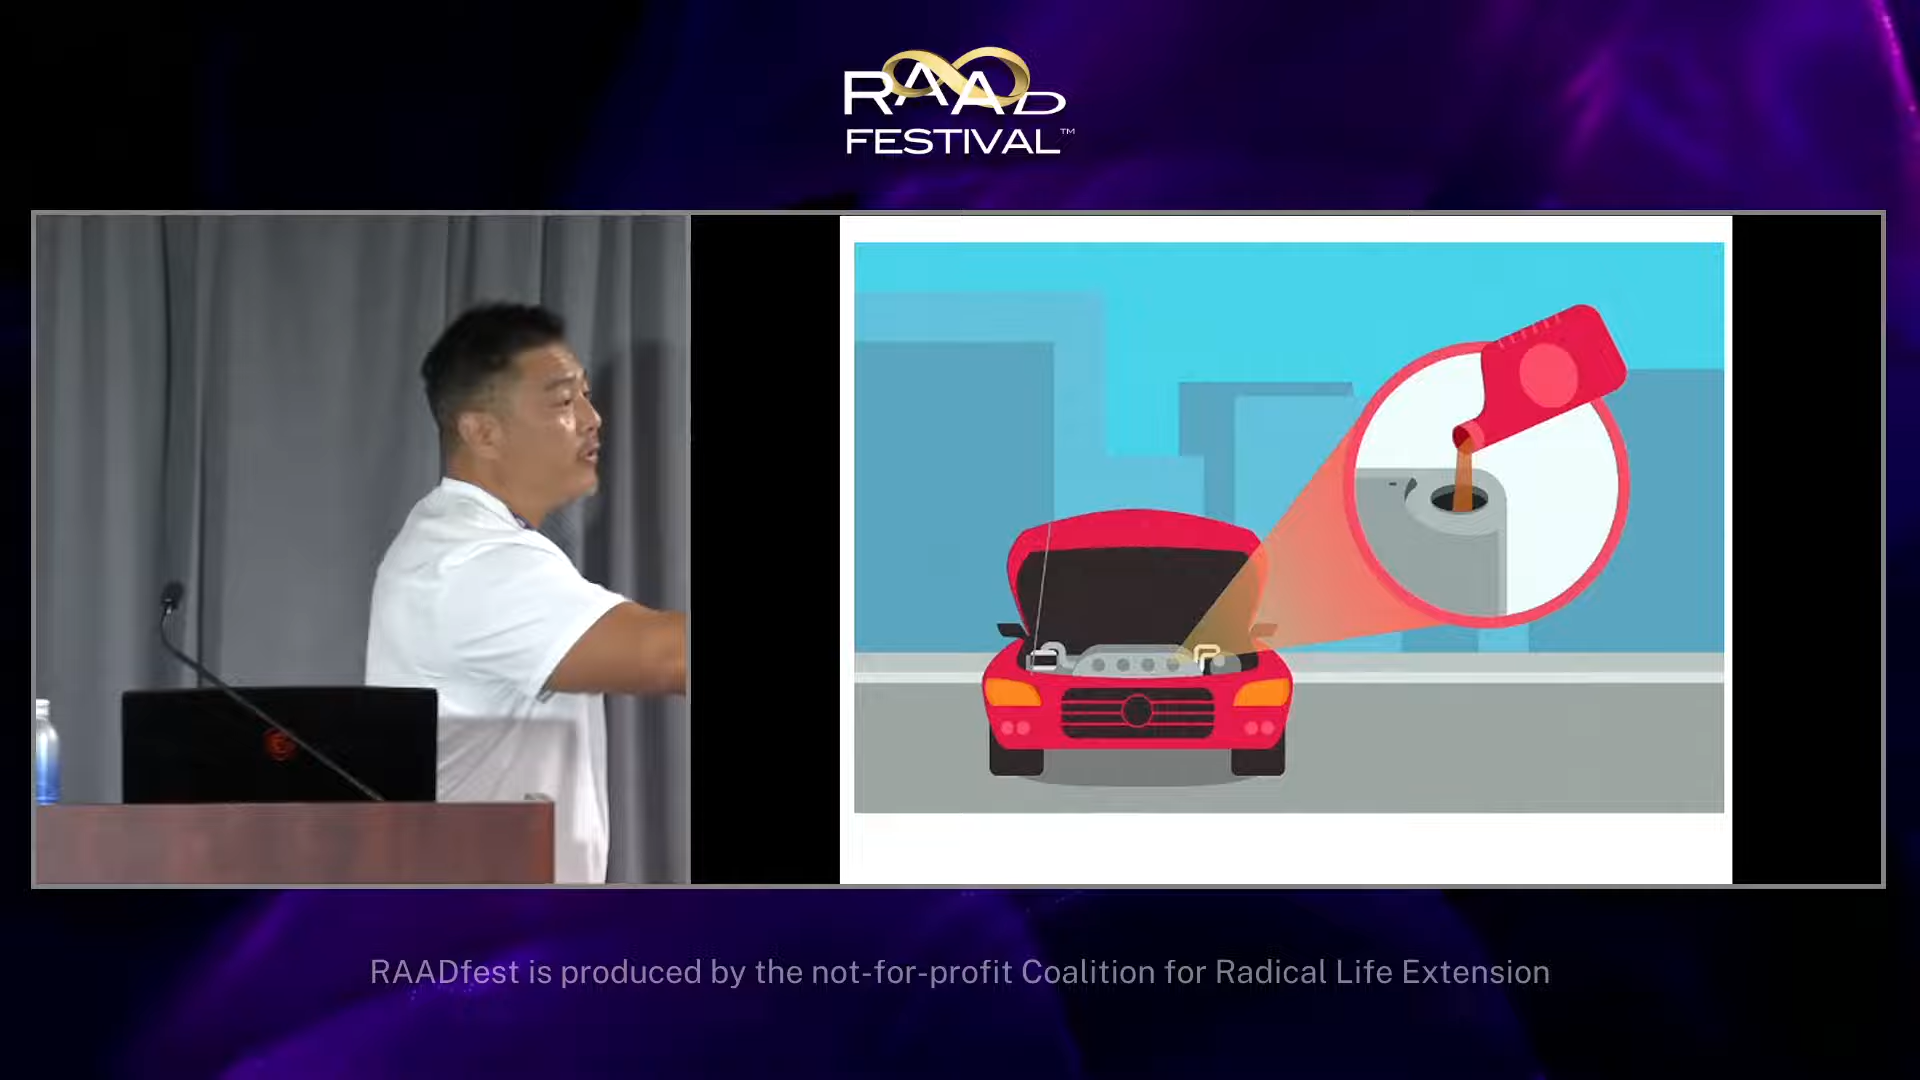 RAAD
FESTIVAL™
RAADfest is produced by the not-for-profit Coalition for Radical Life Extension